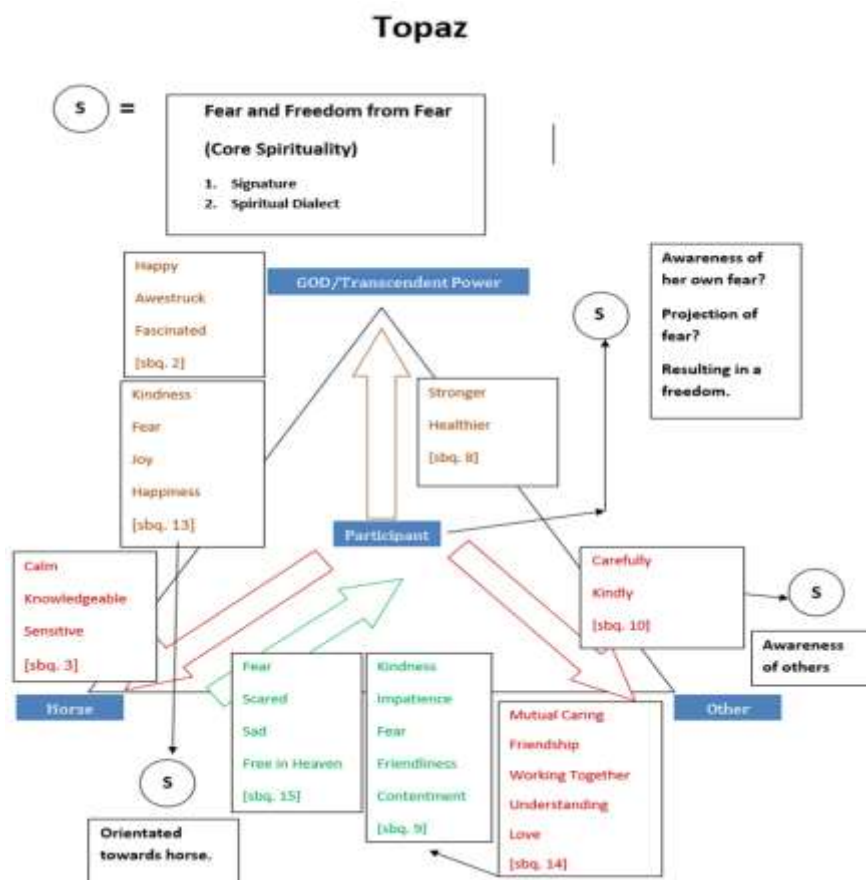 Topaz
S
=
Fear and Freedom from Fear
(Core Spirituality)
1. Signature
2. Spiritual Dialect
Happy
Awestruck
Fascinated
[sbq. 2]
GOD/Transcendent Power
S
Awareness of
her own fear?
Projection of
fear?
Resulting in a
freedom.
Kindness
Fear
Joy
Happiness
[sbq. 13]
Stronger
Healthier
[sbq. 8]
Participant
Calm
Knowledgeable
Sensitive
[sbq. 3]
Carefully
Kindly
[sbq. 10]
S
Awareness
of others
Horse
Fear
Scared
Sad
Free in Heaven
[sbq. 15]
Kindness
Impatience
Fear
Friendliness
Contentment
[sbq. 9]
Mutual Caring
Friendship
Working Together
Understanding
Love
[sbq. 14]
Other
S
Orientated
towards horse.